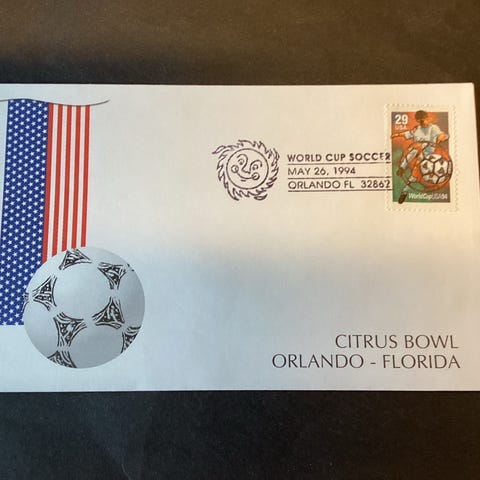 29
USA
WORLD CUP SOCCER
MAY 26, 1994
ORLANDO FL 32862
WorldCupUSA94
CITRUS BOWL
ORLANDO - FLORIDA